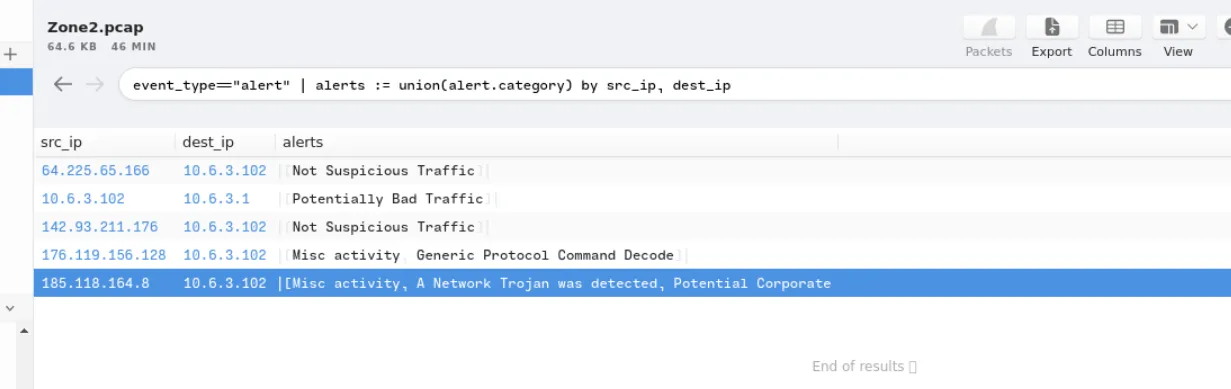 Zone2.pcap
64.6 KB 46 MIN
Packets Export Columns View
event_type=="alert" | alerts := union(alert.category) by src_ip, dest_ip
src_ip dest_ip alerts
64.225.65.166 10.6.3.102 |[Not Suspicious Traffic]|
10.6.3.102 10.6.3.1 |[Potentially Bad Traffic]|
142.93.211.176 10.6.3.102 |[Not Suspicious Traffic]|
176.119.156.128 10.6.3.102 |[Misc activity, Generic Protocol Command Decode]|
185.118.164.8 10.6.3.102 |[Misc activity, A Network Trojan was detected, Potential Corporate
End of results